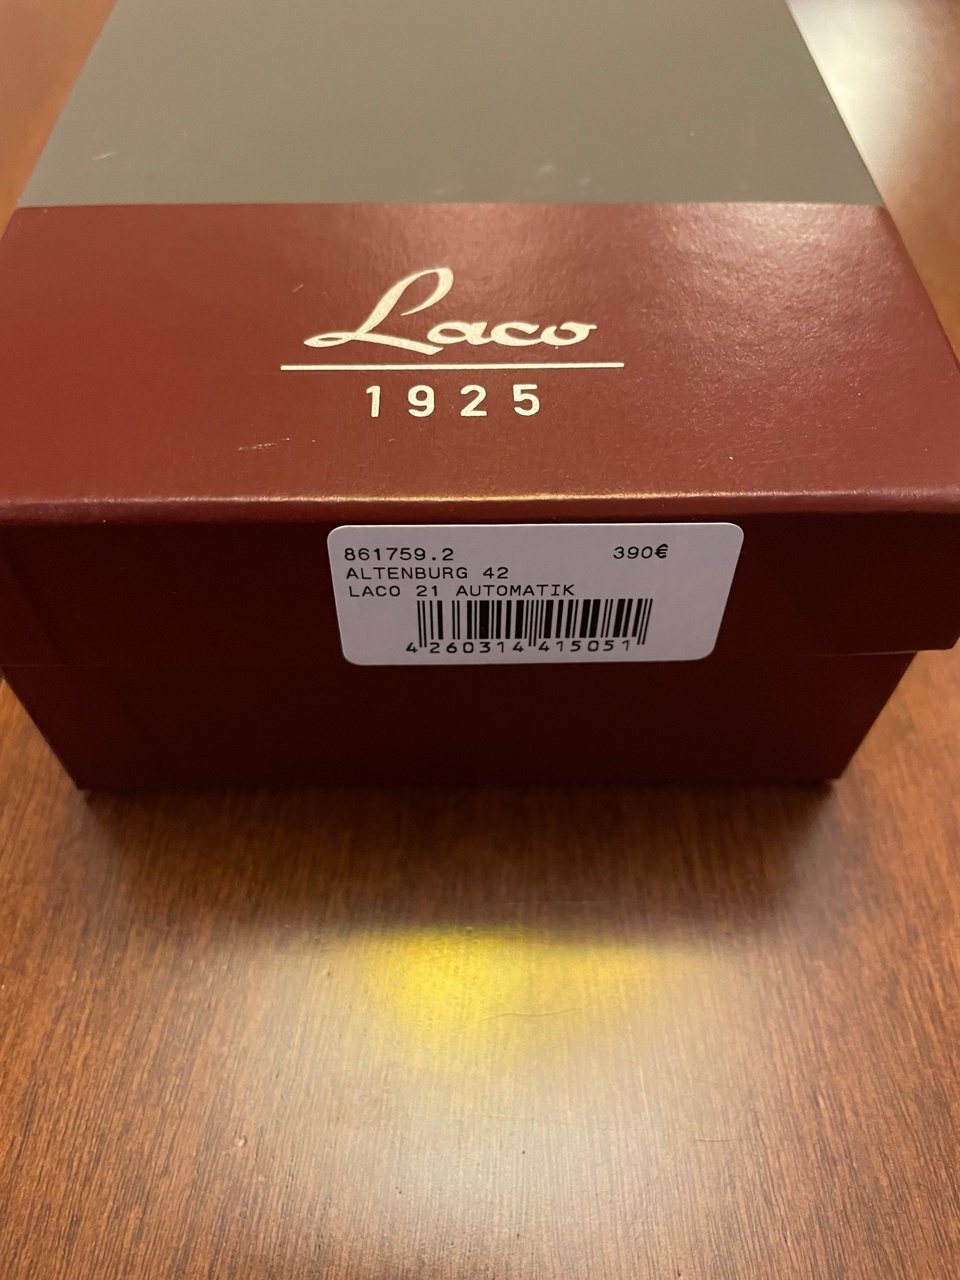 Laco
1925
861759.2 390€
ALTENBURG 42
LACO 21 AUTOMATIK
4 260314 415051